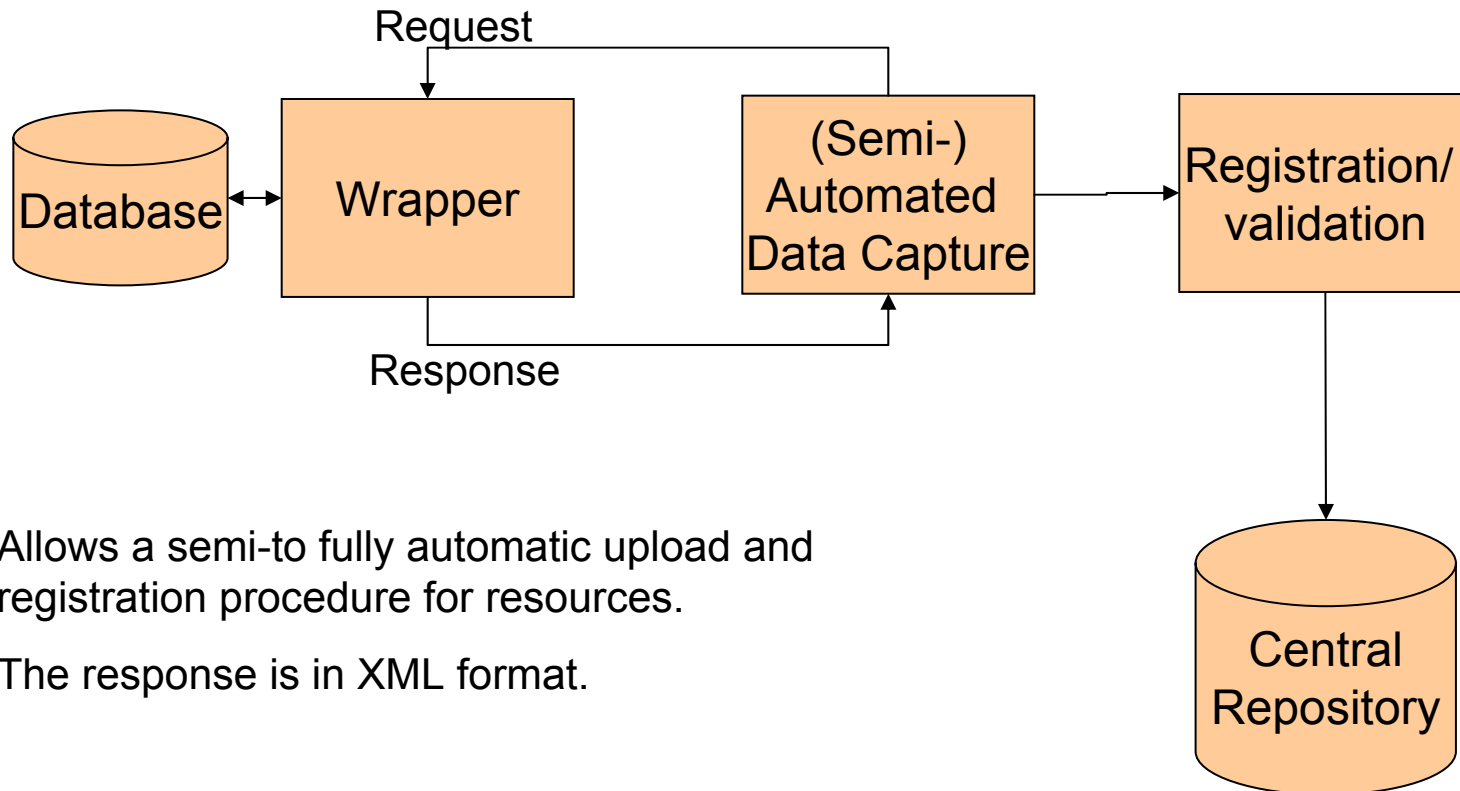 Request
Database
Wrapper
(Semi-)
Automated
Data Capture
Registration/
validation
Response
Allows a semi-to fully automatic upload and
registration procedure for resources.
The response is in XML format.
Central
Repository